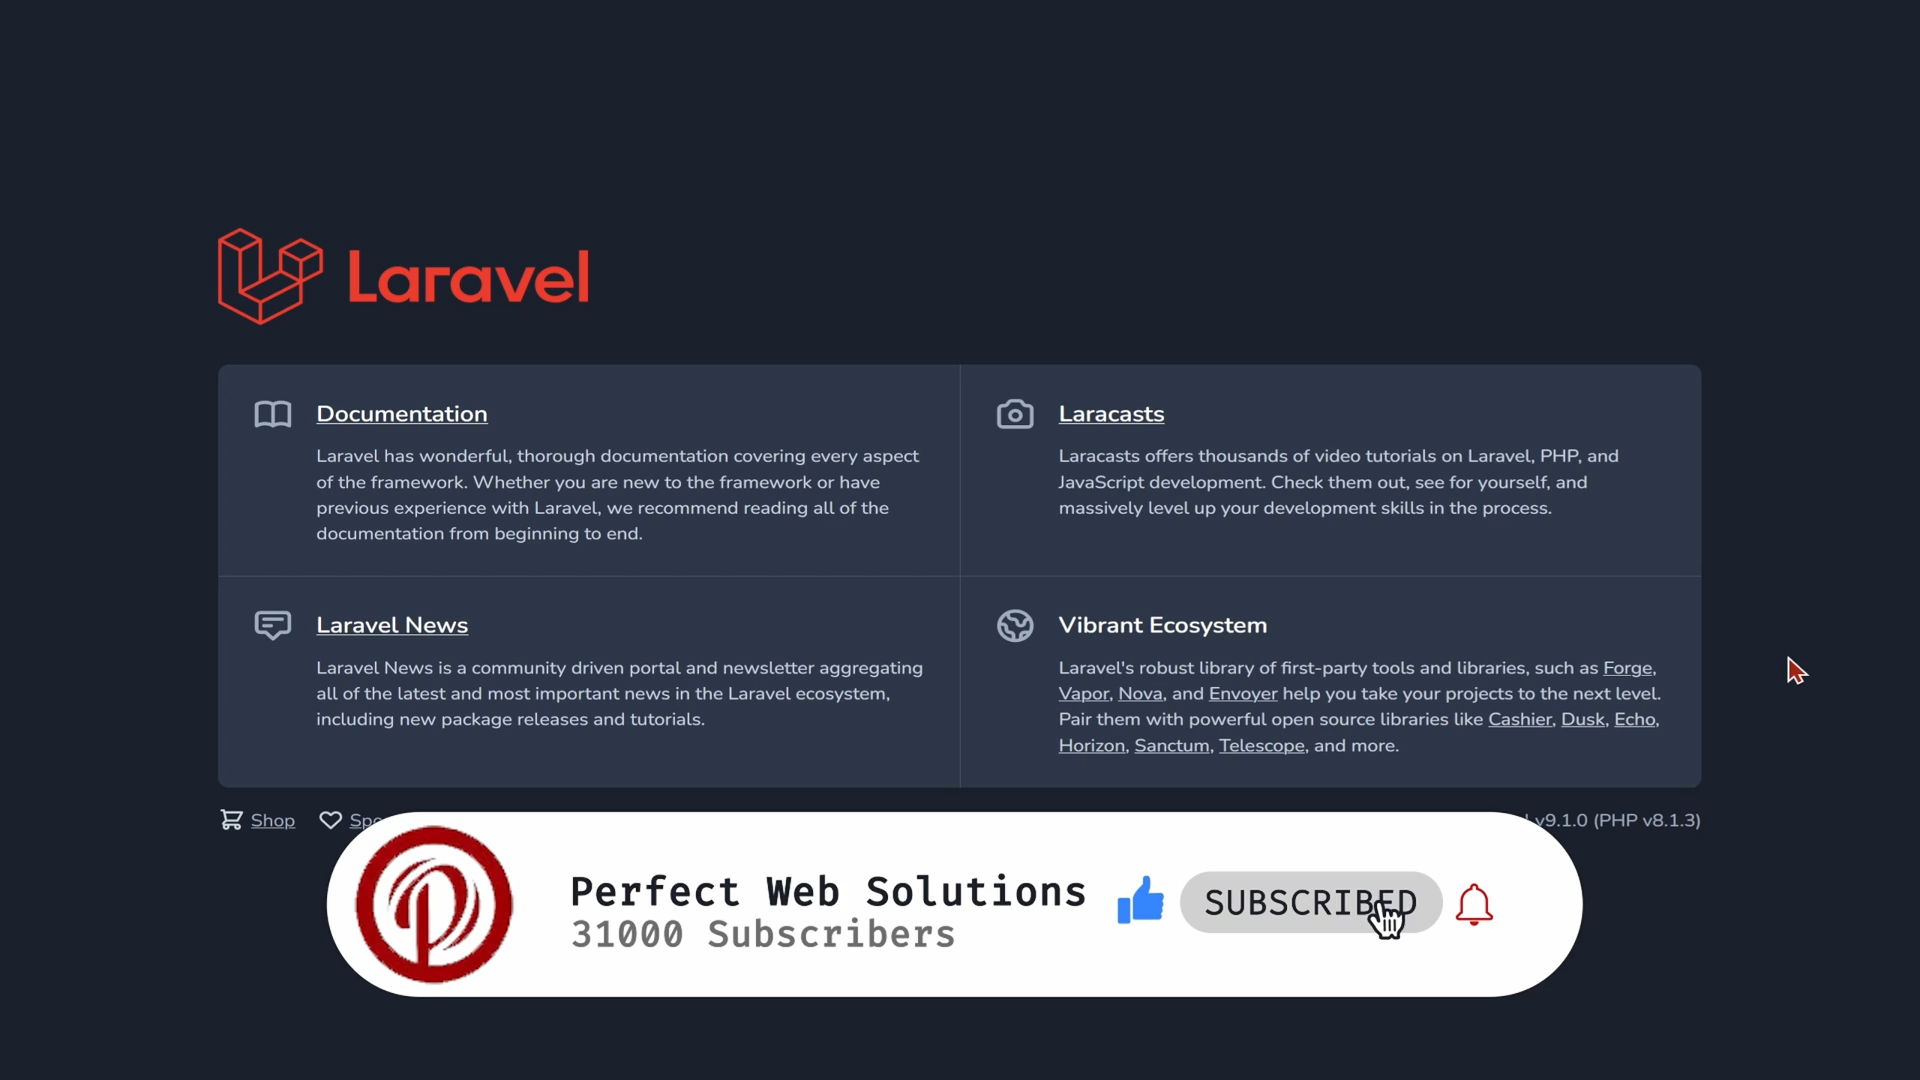 Laravel
Documentation
Laravel has wonderful, thorough documentation covering every aspect
of the framework. Whether you are new to the framework or have
previous experience with Laravel, we recommend reading all of the
documentation from beginning to end.
Laracasts
Laracasts offers thousands of video tutorials on Laravel, PHP, and
JavaScript development. Check them out, see for yourself, and
massively level up your development skills in the process.
Laravel News
Laravel News is a community driven portal and newsletter aggregating
all of the latest and most important news in the Laravel ecosystem,
including new package releases and tutorials.
Vibrant Ecosystem
Laravel's robust library of first-party tools and libraries, such as Forge,
Vapor, Nova, and Envoyer help you take your projects to the next level.
Pair them with powerful open source libraries like Cashier, Dusk, Echo,
Horizon, Sanctum, Telescope, and more.
Shop
v9.1.0 (PHP v8.1.3)
Perfect Web Solutions
31000 Subscribers
SUBSCRIBED